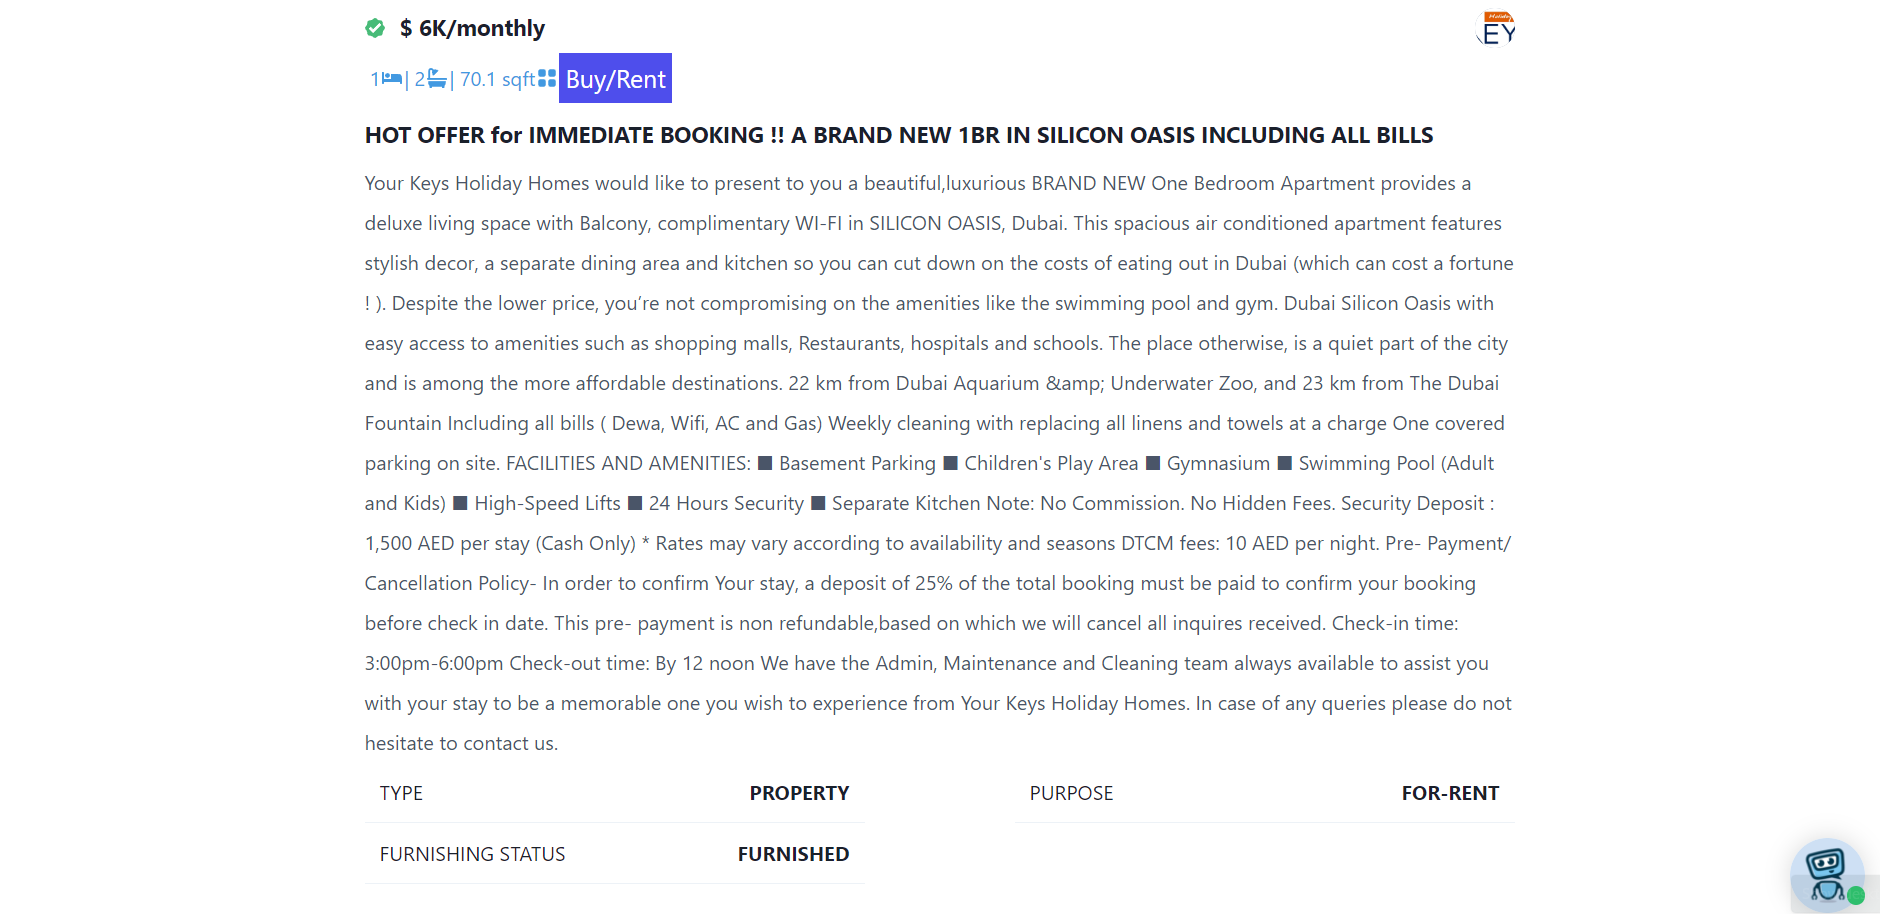 $ 6K/monthly
Holiday
EY
1 | 2 | 70.1 sqft Buy/Rent
HOT OFFER for IMMEDIATE BOOKING !! A BRAND NEW 1BR IN SILICON OASIS INCLUDING ALL BILLS
Your Keys Holiday Homes would like to present to you a beautiful,luxurious BRAND NEW One Bedroom Apartment provides a
deluxe living space with Balcony, complimentary WI-FI in SILICON OASIS, Dubai. This spacious air conditioned apartment features
stylish decor, a separate dining area and kitchen so you can cut down on the costs of eating out in Dubai (which can cost a fortune
! ). Despite the lower price, you’re not compromising on the amenities like the swimming pool and gym. Dubai Silicon Oasis with
easy access to amenities such as shopping malls, Restaurants, hospitals and schools. The place otherwise, is a quiet part of the city
and is among the more affordable destinations. 22 km from Dubai Aquarium &amp; Underwater Zoo, and 23 km from The Dubai
Fountain Including all bills ( Dewa, Wifi, AC and Gas) Weekly cleaning with replacing all linens and towels at a charge One covered
parking on site. FACILITIES AND AMENITIES: ■ Basement Parking ■ Children's Play Area ■ Gymnasium ■ Swimming Pool (Adult
and Kids) ■ High-Speed Lifts ■ 24 Hours Security ■ Separate Kitchen Note: No Commission. No Hidden Fees. Security Deposit :
1,500 AED per stay (Cash Only) * Rates may vary according to availability and seasons DTCM fees: 10 AED per night. Pre- Payment/
Cancellation Policy- In order to confirm Your stay, a deposit of 25% of the total booking must be paid to confirm your booking
before check in date. This pre- payment is non refundable,based on which we will cancel all inquires received. Check-in time:
3:00pm-6:00pm Check-out time: By 12 noon We have the Admin, Maintenance and Cleaning team always available to assist you
with your stay to be a memorable one you wish to experience from Your Keys Holiday Homes. In case of any queries please do not
hesitate to contact us.
TYPE PROPERTY PURPOSE FOR-RENT
FURNISHING STATUS FURNISHED